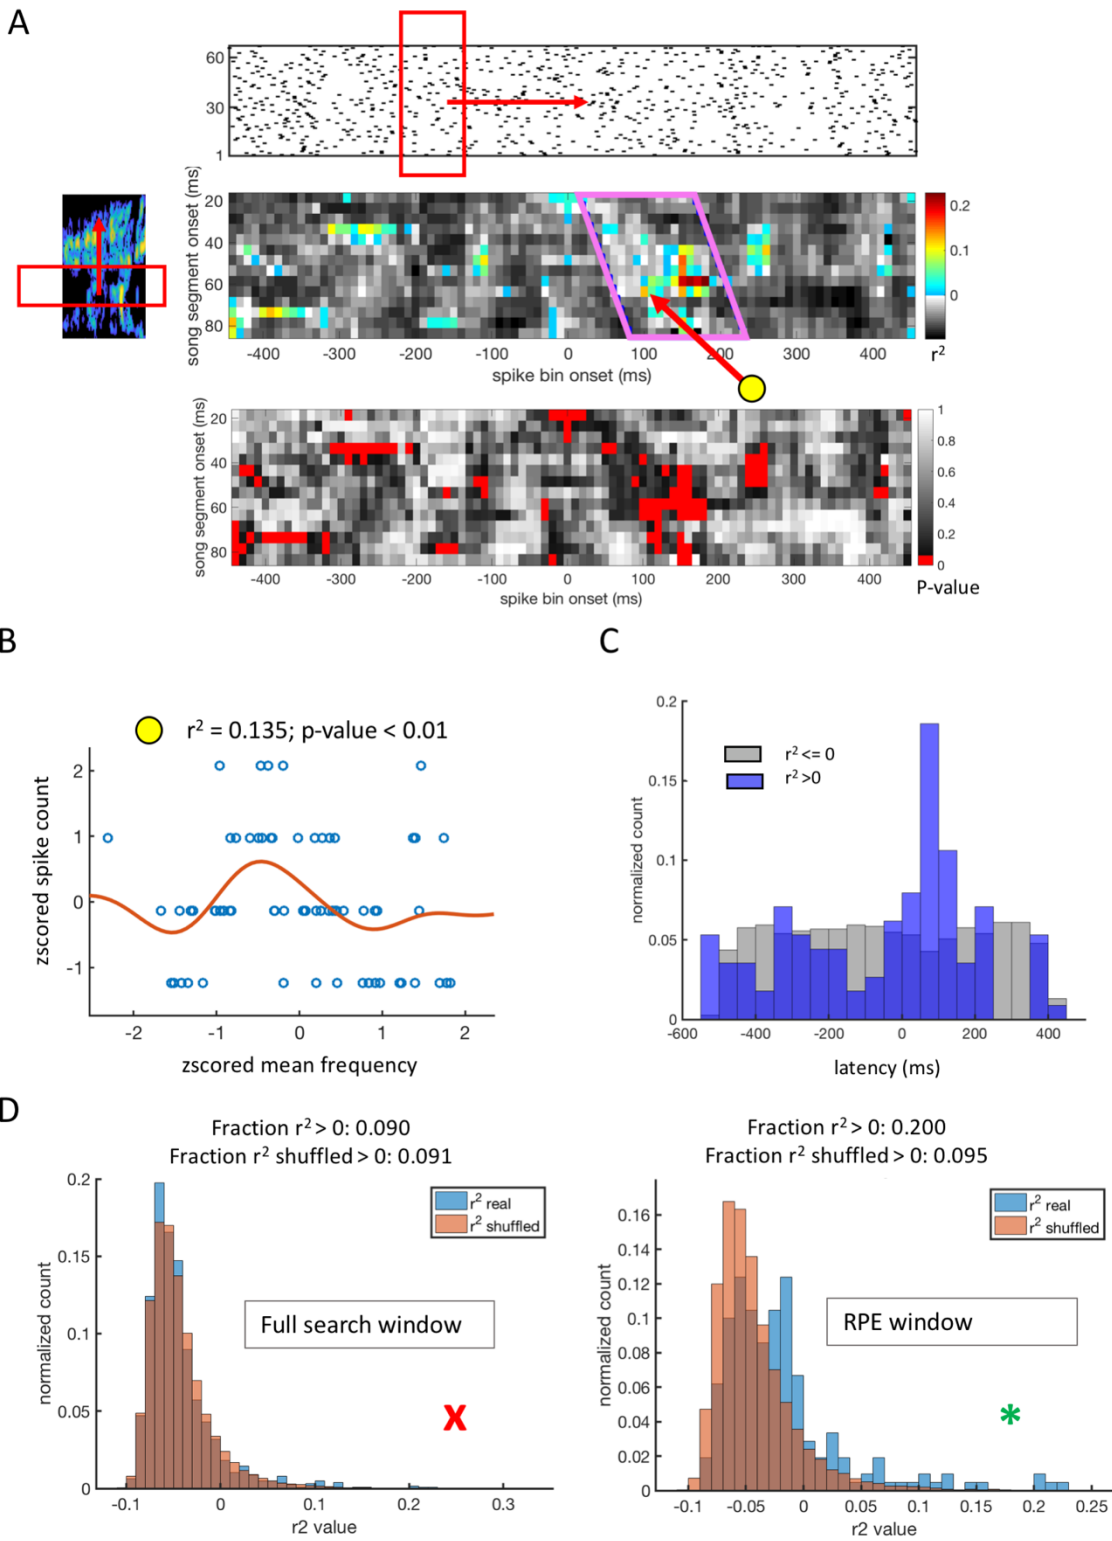 A
60
30
1
song segment onset (ms)
20
40
60
80
-400 -300 -200 -100 0 100 200 300 400
spike bin onset (ms)
0.2
0.1
0
r²
song segment onset (ms)
20
40
60
80
-400 -300 -200 -100 0 100 200 300 400
spike bin onset (ms)
1
0.8
0.6
0.4
0.2
0
P-value
B
r² = 0.135; p-value < 0.01
zscored spike count
2
1
0
-1
-2 -1 0 1 2
zscored mean frequency
C
normalized count
0.2
0.15
0.1
0.05
0
r² <= 0
r² >0
-600 -400 -200 0 200 400
latency (ms)
D
Fraction r² > 0: 0.090
Fraction r² shuffled > 0: 0.091
normalized count
0.2
0.15
0.1
0.05
0
r² real
r² shuffled
Full search window
X
-0.1 0 0.1 0.2 0.3
r2 value
Fraction r² > 0: 0.200
Fraction r² shuffled > 0: 0.095
normalized count
0.16
0.14
0.12
0.1
0.08
0.06
0.04
0.02
0
r² real
r² shuffled
RPE window
*
-0.1 -0.05 0 0.05 0.1 0.15 0.2 0.25
r2 value